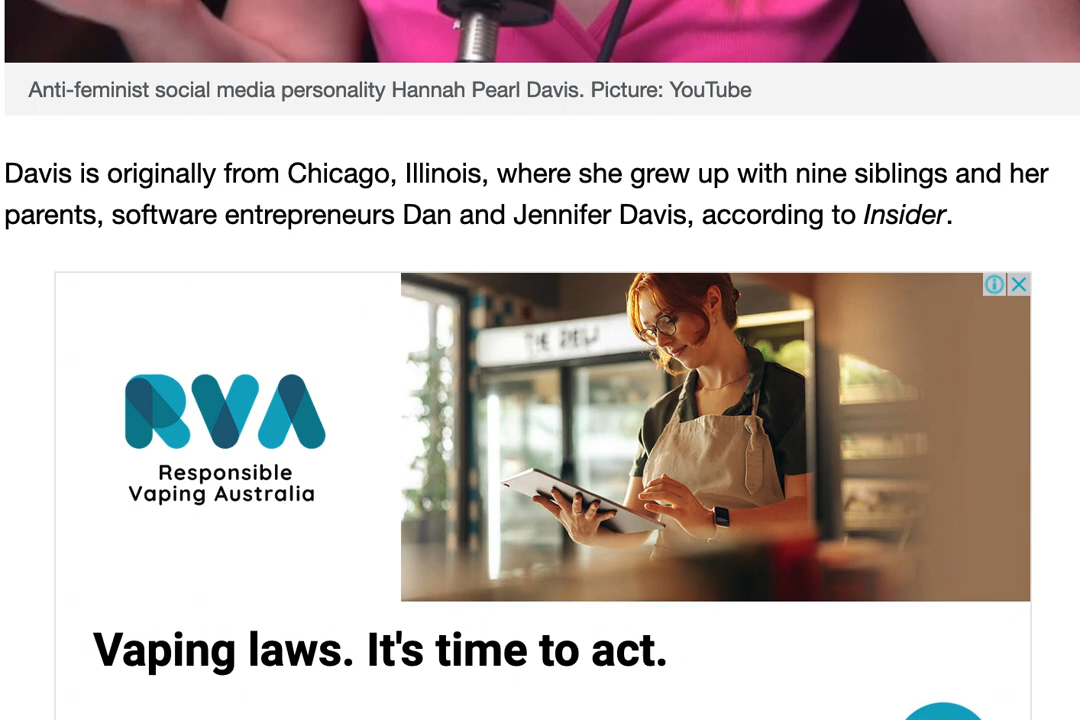 Anti-feminist social media personality Hannah Pearl Davis. Picture: YouTube
Davis is originally from Chicago, Illinois, where she grew up with nine siblings and her
parents, software entrepreneurs Dan and Jennifer Davis, according to Insider.
RVA
Responsible
Vaping Australia
Vaping laws. It's time to act.